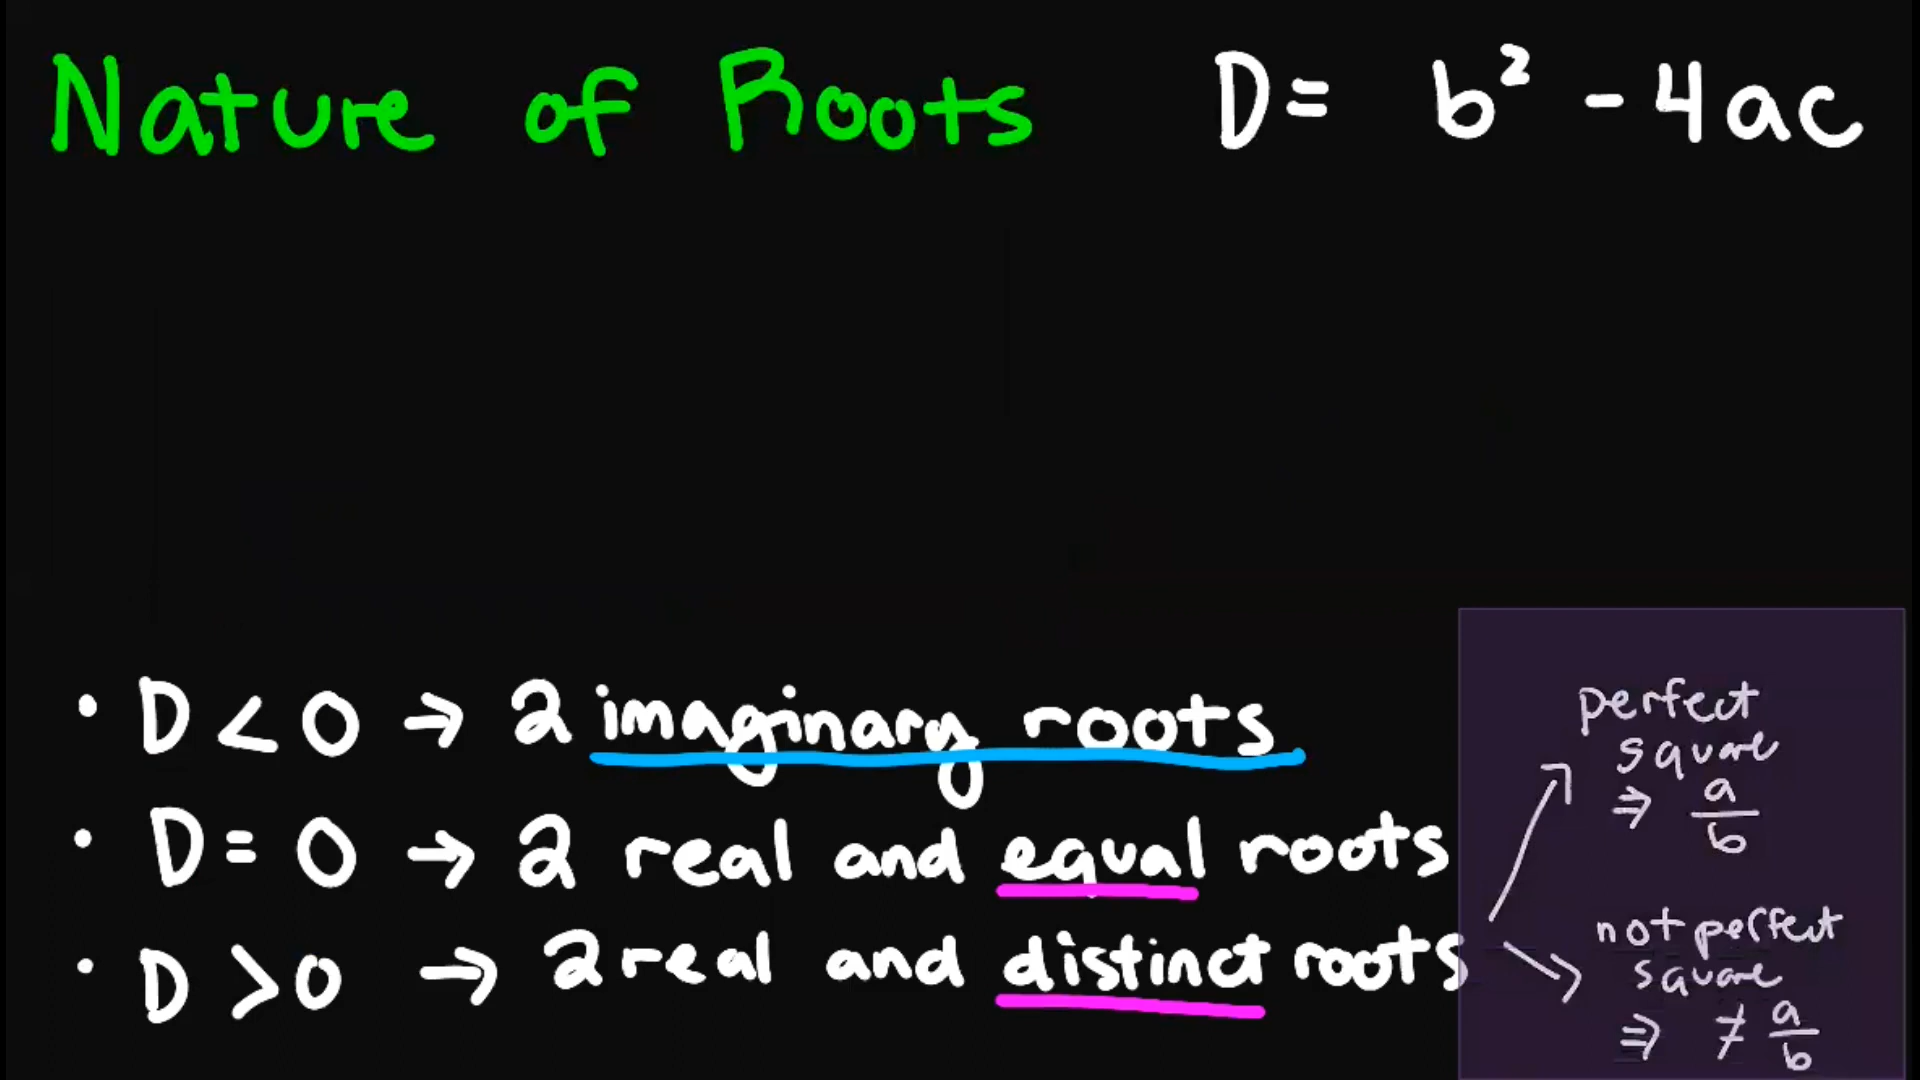 Nature of Roots
D = b² - 4ac
• D < 0 → 2 imaginary roots
• D = 0 → 2 real and equal roots
• D > 0 → 2 real and distinct roots
perfect
square
⇒ a/b
not perfect
square
⇒ ≠ a/b